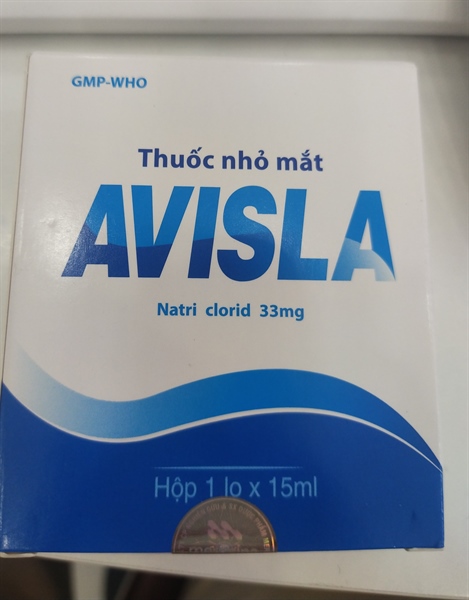 GMP-WHO
Thuốc nhỏ mắt
AVISLA
Natri clorid 33mg
Hộp 1 lọ x 15ml